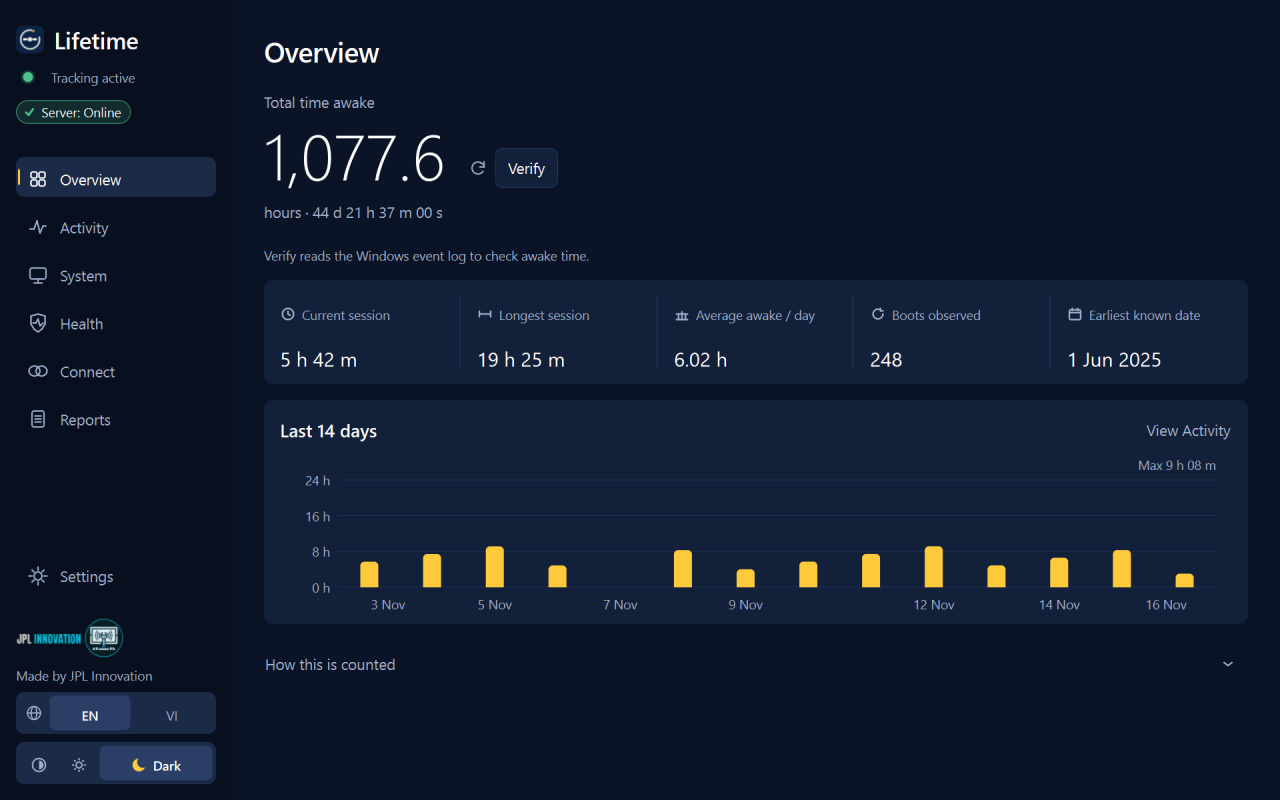 Lifetime
Tracking active
Server: Online
Overview
Activity
System
Health
Connect
Reports
Settings
JPL INNOVATION
Made by JPL Innovation
EN VI
Dark
Overview
Total time awake
1,077.6 Verify
hours · 44 d 21 h 37 m 00 s
Verify reads the Windows event log to check awake time.
Current session Longest session Average awake / day Boots observed Earliest known date
5 h 42 m 19 h 25 m 6.02 h 248 1 Jun 2025
Last 14 days View Activity
Max 9 h 08 m
24 h
16 h
8 h
0 h
3 Nov 5 Nov 7 Nov 9 Nov 12 Nov 14 Nov 16 Nov
How this is counted